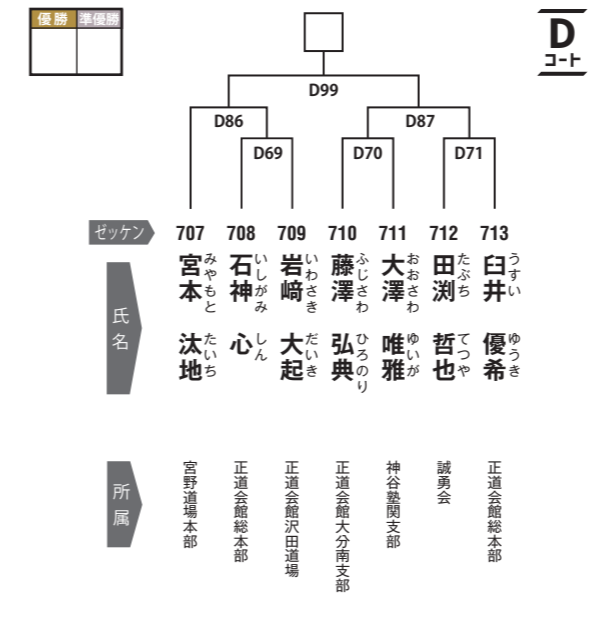 優勝 準優勝
D
コート
D99
D86 D87
D69 D70 D71
ゼッケン 707 708 709 710 711 712 713
氏名
宮本 汰地
みやもと たいち
石神 心
いしがみ しん
岩﨑 大起
いわさき だいき
藤澤 弘典
ふじさわ ひろのり
大澤 唯雅
おおさわ ゆいが
田渕 哲也
たぶち てつや
臼井 優希
うすい ゆうき
所属
宮野道場本部
正道会館総本部
正道会館沢田道場
正道会館大分南支部
神谷塾関支部
誠勇会
正道会館総本部